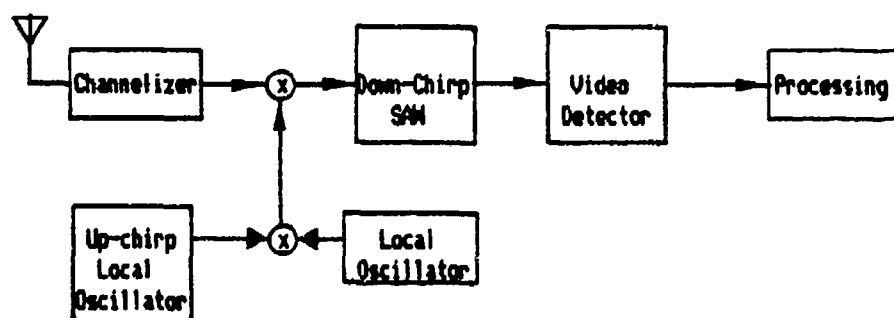 Channelizer
x
Down-Chirp
SAW
Video
Detector
Processing
Up-chirp
Local
Oscillator
x
Local
Oscillator